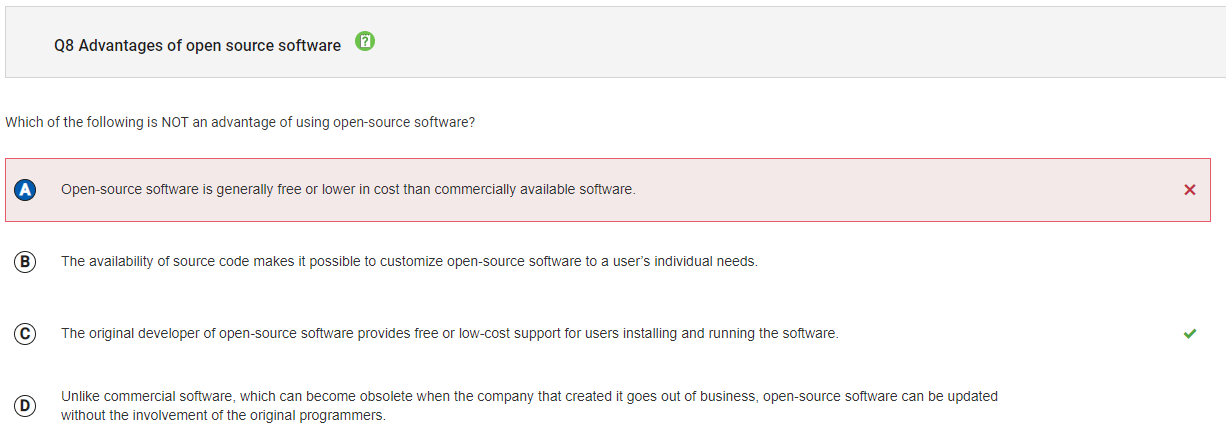 Q8 Advantages of open source software ?
Which of the following is NOT an advantage of using open-source software?
A Open-source software is generally free or lower in cost than commercially available software.
B The availability of source code makes it possible to customize open-source software to a user's individual needs.
C The original developer of open-source software provides free or low-cost support for users installing and running the software.
D Unlike commercial software, which can become obsolete when the company that created it goes out of business, open-source software can be updated
without the involvement of the original programmers.